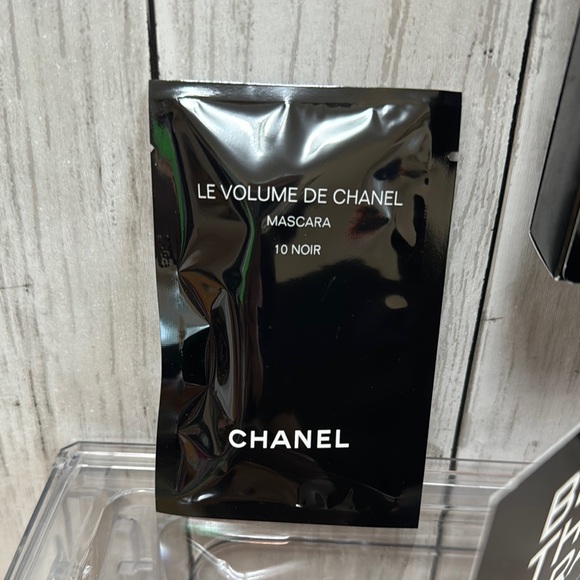 LE VOLUME DE CHANEL
MASCARA
10 NOIR
CHANEL